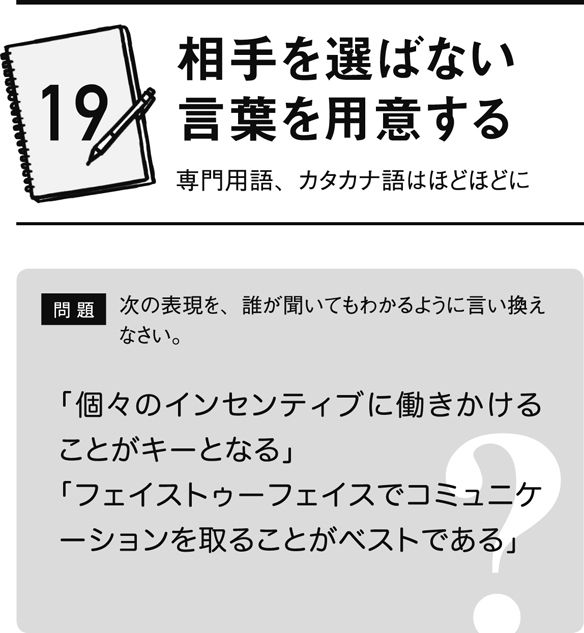 19
相手を選ばない
言葉を用意する
専門用語、カタカナ語はほどほどに
問題
次の表現を、誰が聞いてもわかるように言い換え
なさい。
「個々のインセンティブに働きかける
ことがキーとなる」
「フェイストゥーフェイスでコミュニケ
ーションを取ることがベストである」
?